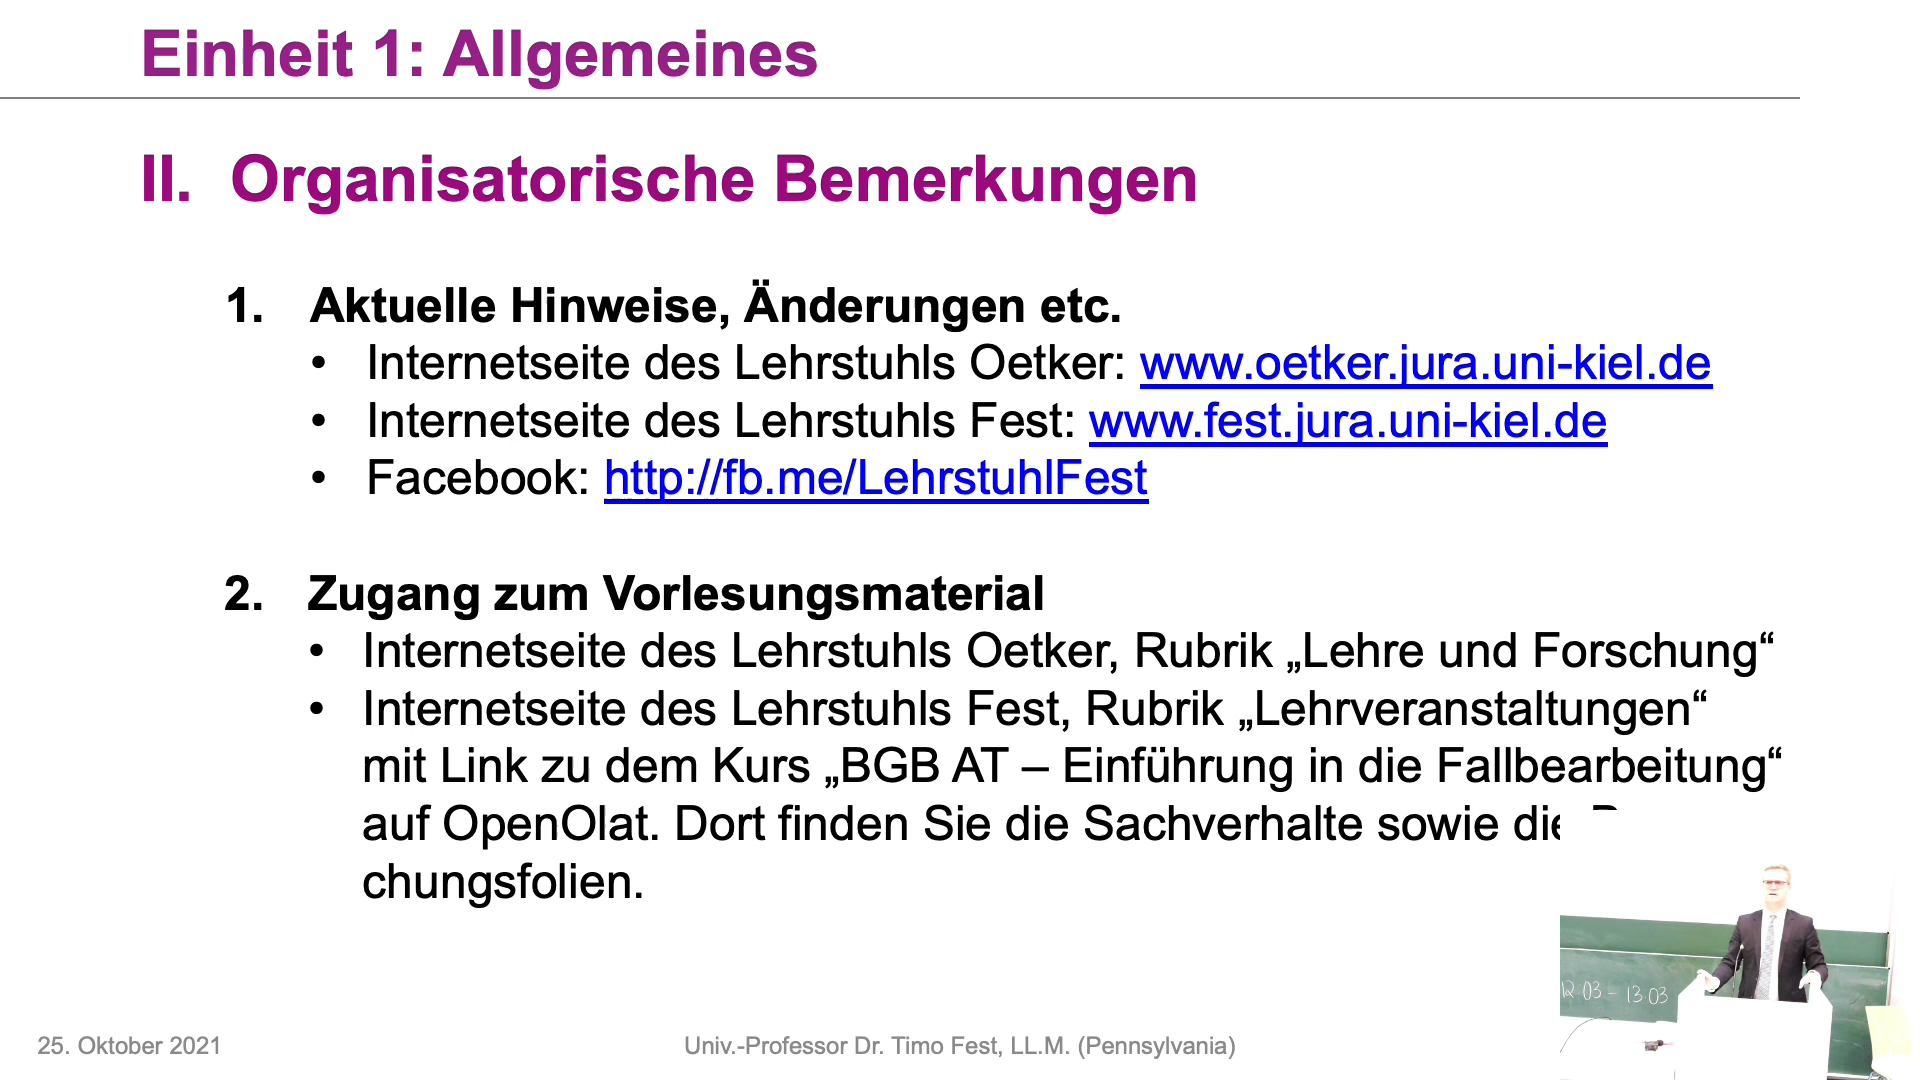 Einheit 1: Allgemeines
II. Organisatorische Bemerkungen
1. Aktuelle Hinweise, Änderungen etc.
• Internetseite des Lehrstuhls Oetker: www.oetker.jura.uni-kiel.de
• Internetseite des Lehrstuhls Fest: www.fest.jura.uni-kiel.de
• Facebook: http://fb.me/LehrstuhlFest
2. Zugang zum Vorlesungsmaterial
• Internetseite des Lehrstuhls Oetker, Rubrik „Lehre und Forschung“
• Internetseite des Lehrstuhls Fest, Rubrik „Lehrveranstaltungen“
mit Link zu dem Kurs „BGB AT – Einführung in die Fallbearbeitung“
auf OpenOlat. Dort finden Sie die Sachverhalte sowie die
chungsfolien.
12:03 – 13:03
25. Oktober 2021
Univ.-Professor Dr. Timo Fest, LL.M. (Pennsylvania)